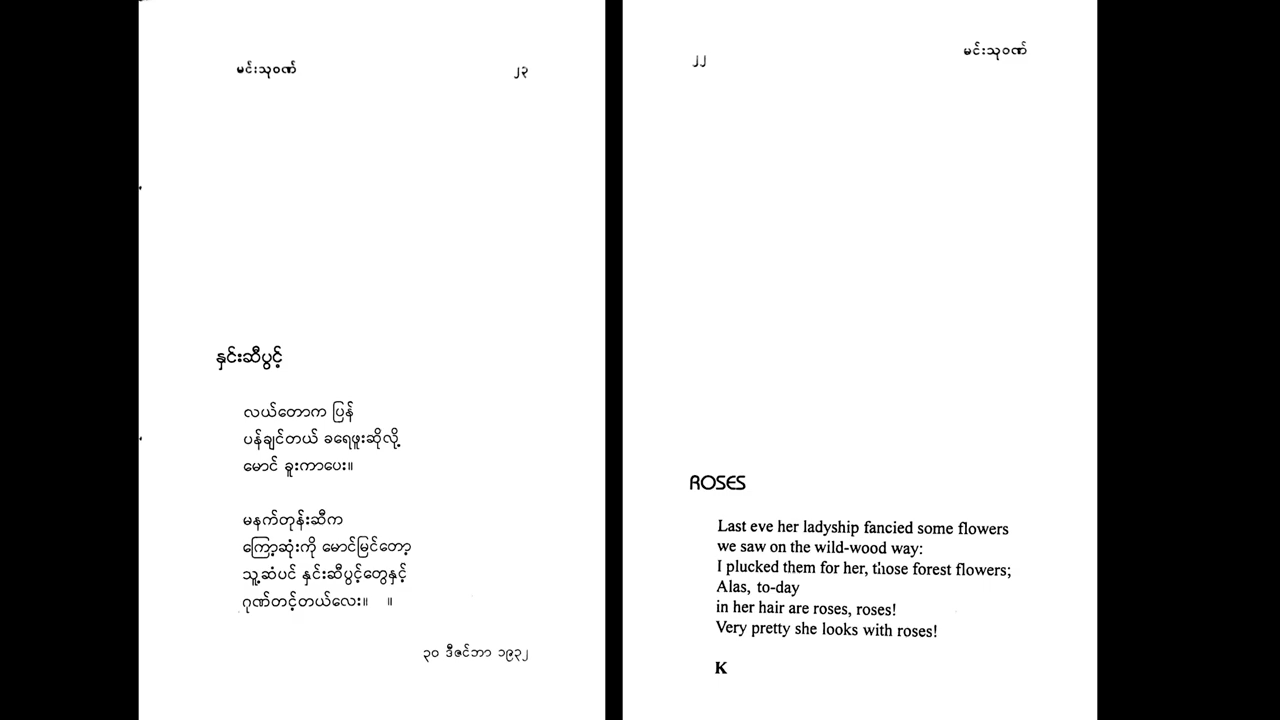 မင်းသုဝဏ်
၂၃
နှင်းဆီပွင့်
လယ်တောက ပြန်
ပန်ချင်တယ် ခရေဖူးဆိုလို့
မောင် ခူးကာပေး။
မနက်တုန်းဆီက
ကြော့ဆုံးကို မောင်မြင်တော့
သူ့ဆံပင် နှင်းဆီပွင့်တွေနှင့်
ဂုဏ်တင့်တယ်လေး။ ။
၃၀ ဒီဇင်ဘာ ၁၉၃၂
၂၂
မင်းသုဝဏ်
ROSES
Last eve her ladyship fancied some flowers
we saw on the wild-wood way:
I plucked them for her, those forest flowers;
Alas, to-day
in her hair are roses, roses!
Very pretty she looks with roses!
K